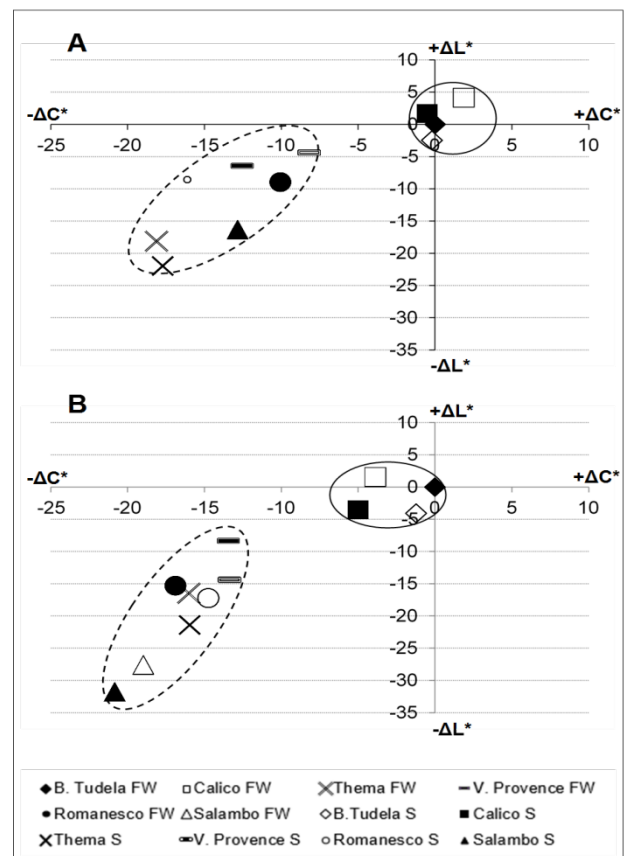 A
+ΔL*
10
5
-ΔC* 0 +ΔC*
-25 -20 -15 -10 -5 0 5 10
-5
-10
-15
-20
-25
-30
-35
-ΔL*
B
+ΔL*
10
5
-ΔC* 0 +ΔC*
-25 -20 -15 -10 -5 0 5 10
-5
-10
-15
-20
-25
-30
-35
-ΔL*
B. Tudela FW Calico FW Thema FW V. Provence FW
Romanesco FW Salambo FW B.Tudela S Calico S
Thema S V. Provence S Romanesco S Salambo S